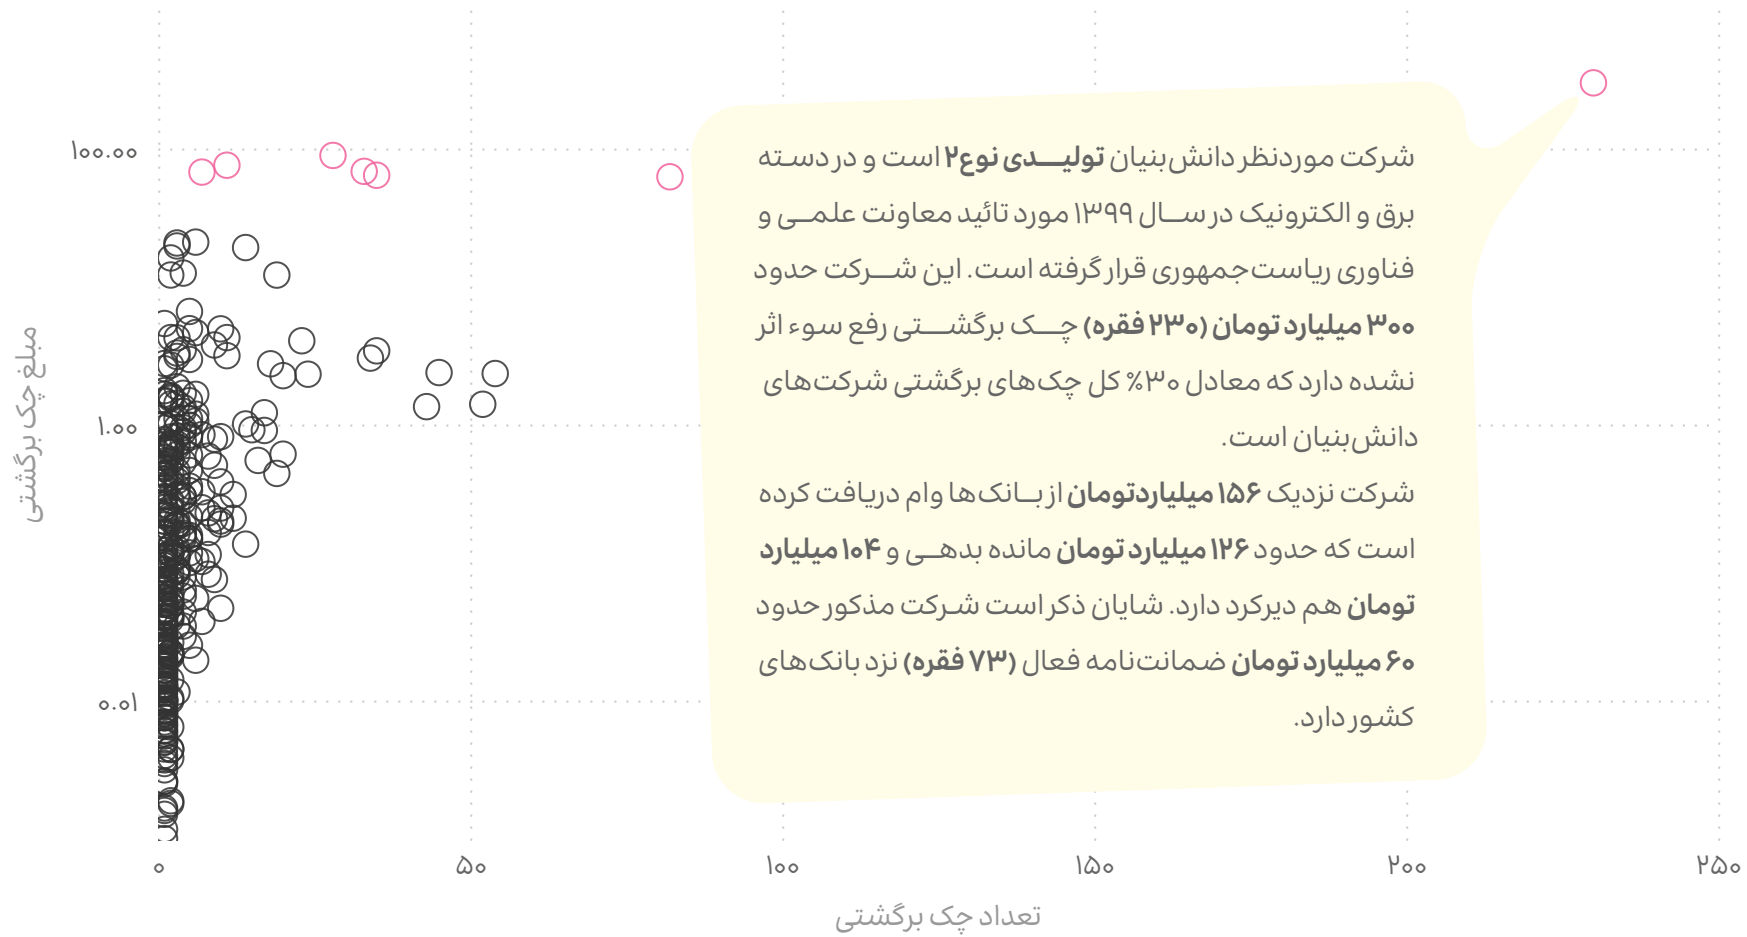 شرکت موردنظر دانش‌بنیان تولیدی نوع۲ است و در دسته
برق و الکترونیک در سال ۱۳۹۹ مورد تائید معاونت علمی و
فناوری ریاست‌جمهوری قرار گرفته است. این شرکت حدود
۳۰۰ میلیارد تومان (۲۳۰ فقره) چک برگشتی رفع سوء اثر
نشده دارد که معادل ۳۰% کل چک‌های برگشتی شرکت‌های
دانش‌بنیان است.
شرکت نزدیک ۱۵۶ میلیاردتومان از بانک‌ها وام دریافت کرده
است که حدود ۱۲۶ میلیارد تومان مانده بدهی و ۱۰۴ میلیارد
تومان هم دیرکرد دارد. شایان ذکر است شرکت مذکور حدود
۶۰ میلیارد تومان ضمانت‌نامه فعال (۷۳ فقره) نزد بانک‌های
کشور دارد.
مبلغ چک برگشتی
۱۰۰.۰۰
۱.۰۰
۰.۰۱
۰ ۵۰ ۱۰۰ ۱۵۰ ۲۰۰ ۲۵۰
تعداد چک برگشتی